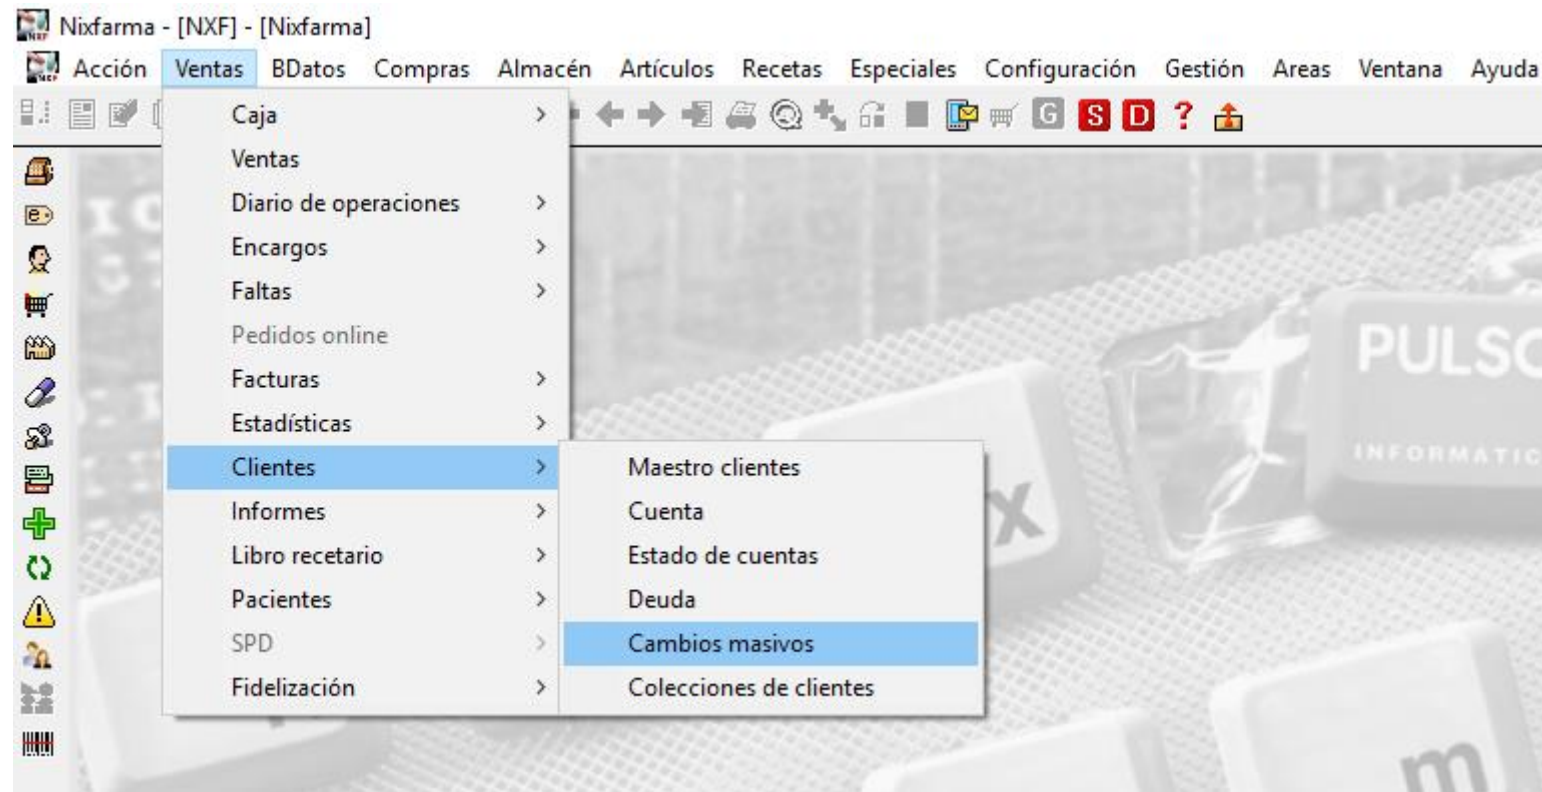 Nixfarma - [NXF] - [Nixfarma]
Acción Ventas BDatos Compras Almacén Artículos Recetas Especiales Configuración Gestión Areas Ventana Ayuda
G S D ?
Caja
Ventas
Diario de operaciones
Encargos
Faltas
Pedidos online
Facturas
Estadísticas
Clientes
Informes
Libro recetario
Pacientes
SPD
Fidelización
Maestro clientes
Cuenta
Estado de cuentas
Deuda
Cambios masivos
Colecciones de clientes
PULSO
INFORMATIC
x
m